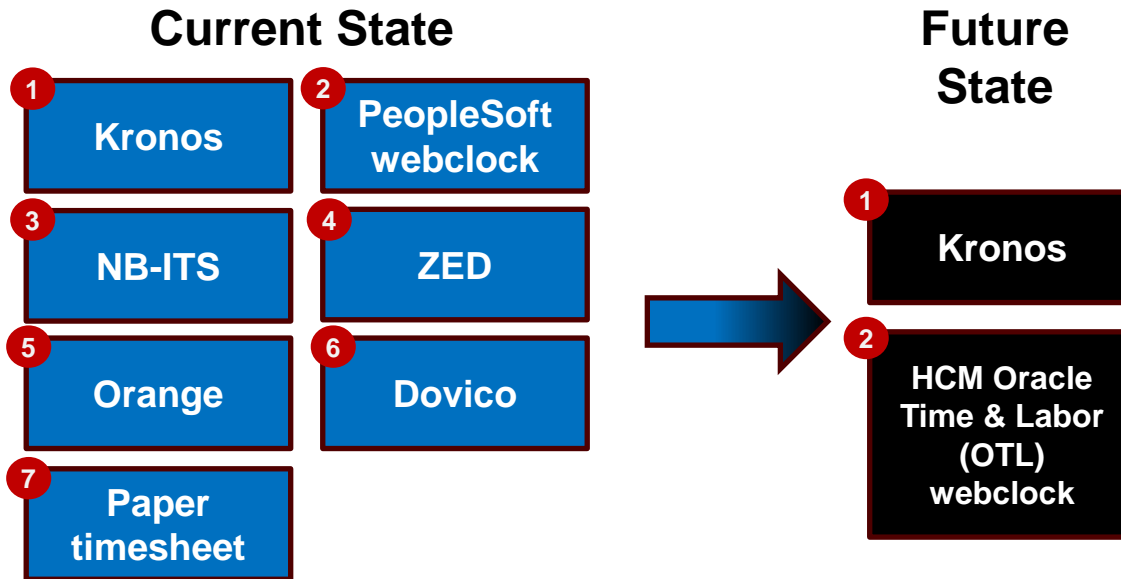 Current State
1
Kronos
2
PeopleSoft
webclock
3
NB-ITS
4
ZED
5
Orange
6
Dovico
7
Paper
timesheet
Future
State
1
Kronos
2
HCM Oracle
Time & Labor
(OTL)
webclock